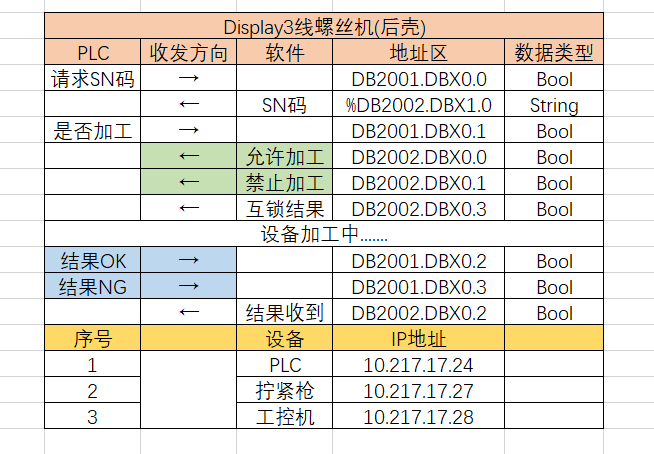 Display3线螺丝机(后壳)
PLC 收发方向 软件 地址区 数据类型
请求SN码 → DB2001.DBX0.0 Bool
← SN码 %DB2002.DBX1.0 String
是否加工 → DB2001.DBX0.1 Bool
← 允许加工 DB2002.DBX0.0 Bool
← 禁止加工 DB2002.DBX0.1 Bool
← 互锁结果 DB2002.DBX0.3 Bool
设备加工中.......
结果OK → DB2001.DBX0.2 Bool
结果NG → DB2001.DBX0.3 Bool
← 结果收到 DB2002.DBX0.2 Bool
序号 设备 IP地址
1 PLC 10.217.17.24
2 拧紧枪 10.217.17.27
3 工控机 10.217.17.28